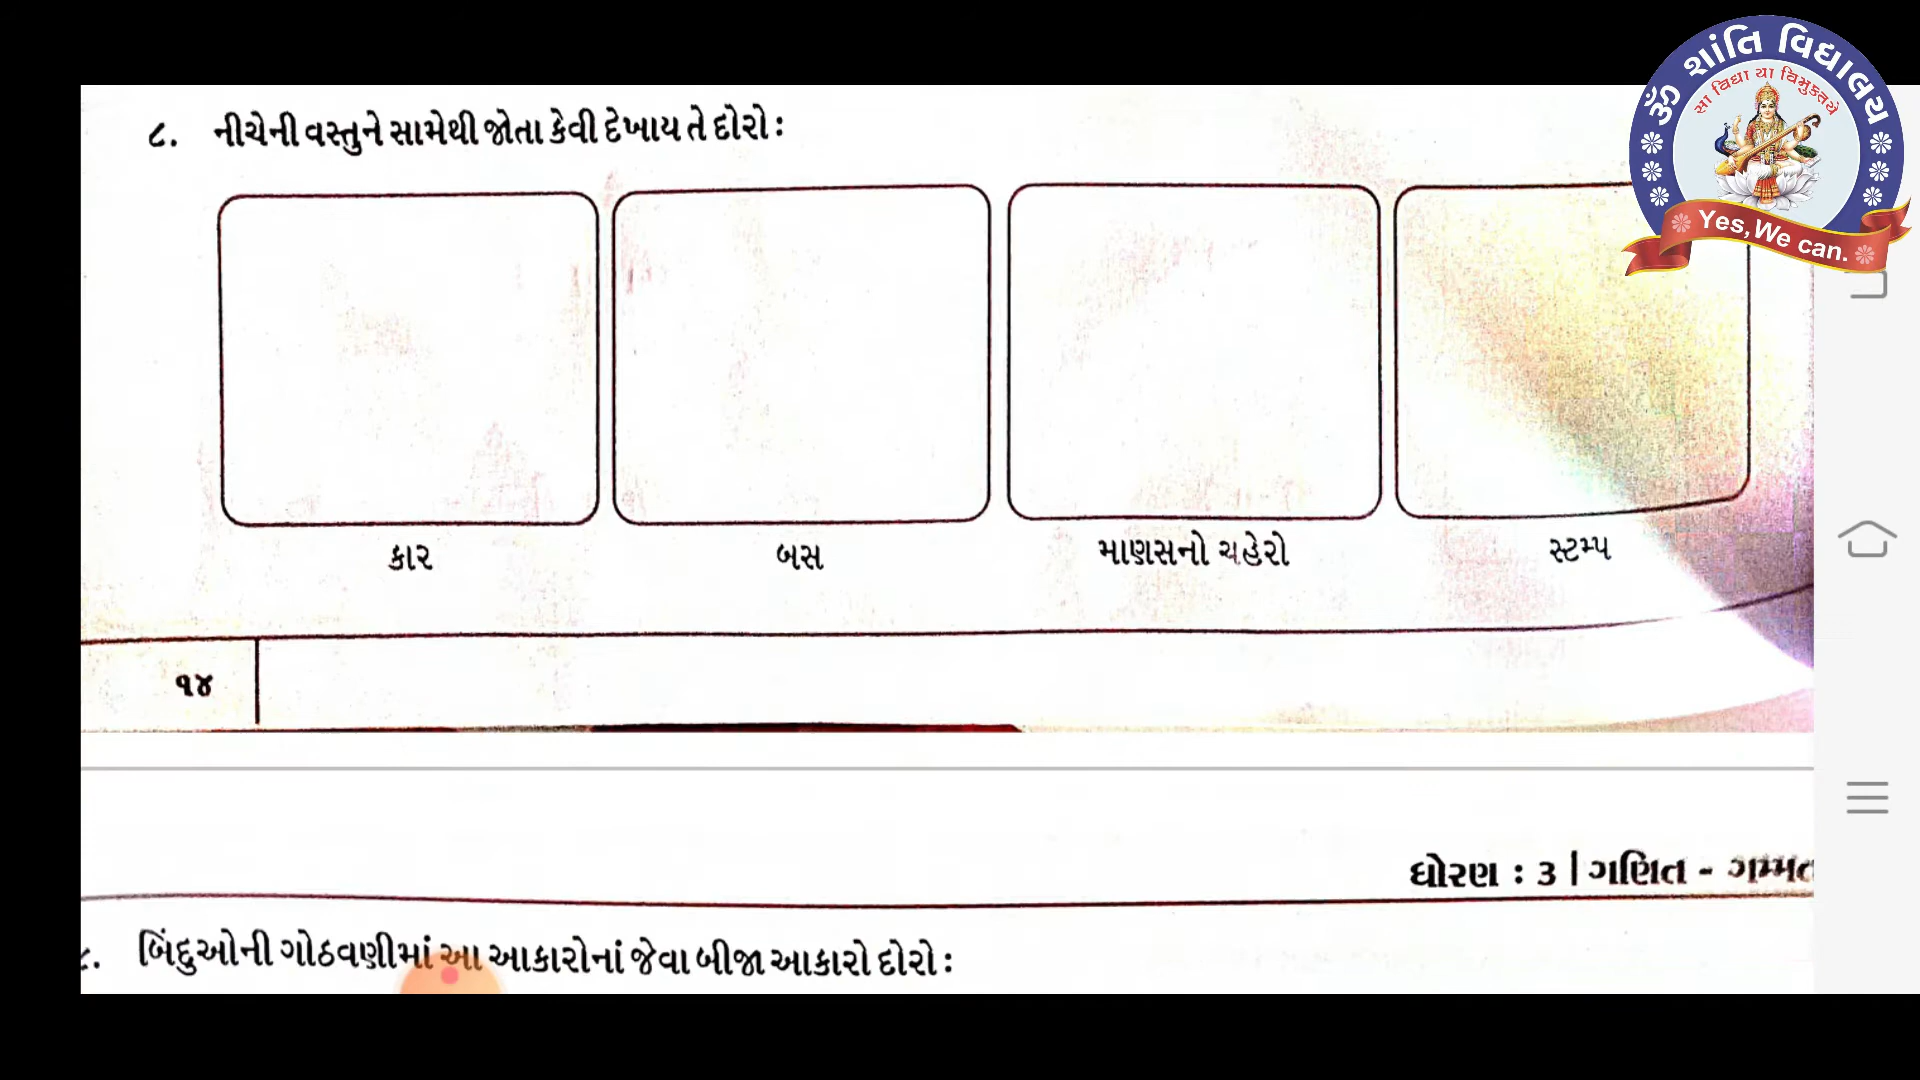 ૐ શાંતિ વિદ્યાલય
સા વિદ્યા યા વિમુક્તયે
Yes, We can.
૮. નીચેની વસ્તુને સામેથી જોતા કેવી દેખાય તે દોરો :
કાર બસ માણસનો ચહેરો સ્ટમ્પ
૧૪
ધોરણ : 3 | ગણિત - ગમ્મત
બિંદુઓની ગોઠવણીમાં આ આકારોનાં જેવા બીજા આકારો દોરો :